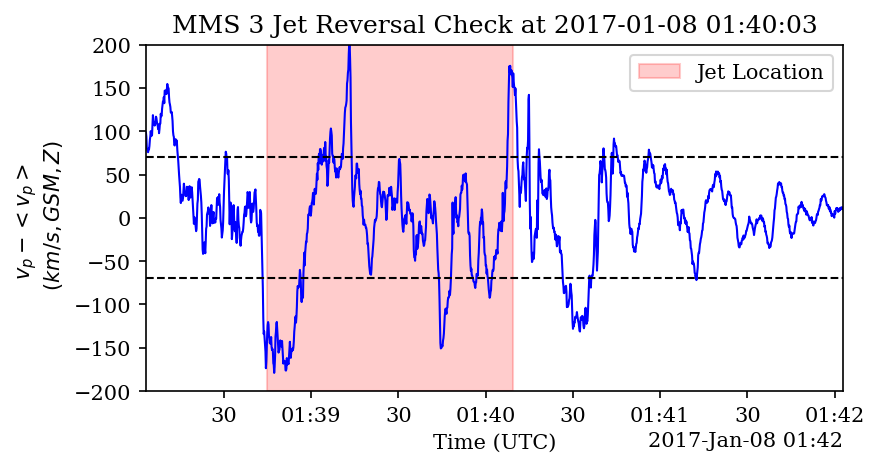 MMS 3 Jet Reversal Check at 2017-01-08 01:40:03
Jet Location
v_p − < v_p >
(km/s, GSM, Z)
200
150
100
50
0
−50
−100
−150
−200
30 01:39 30 01:40 30 01:41 30 01:42
Time (UTC)
2017-Jan-08 01:42